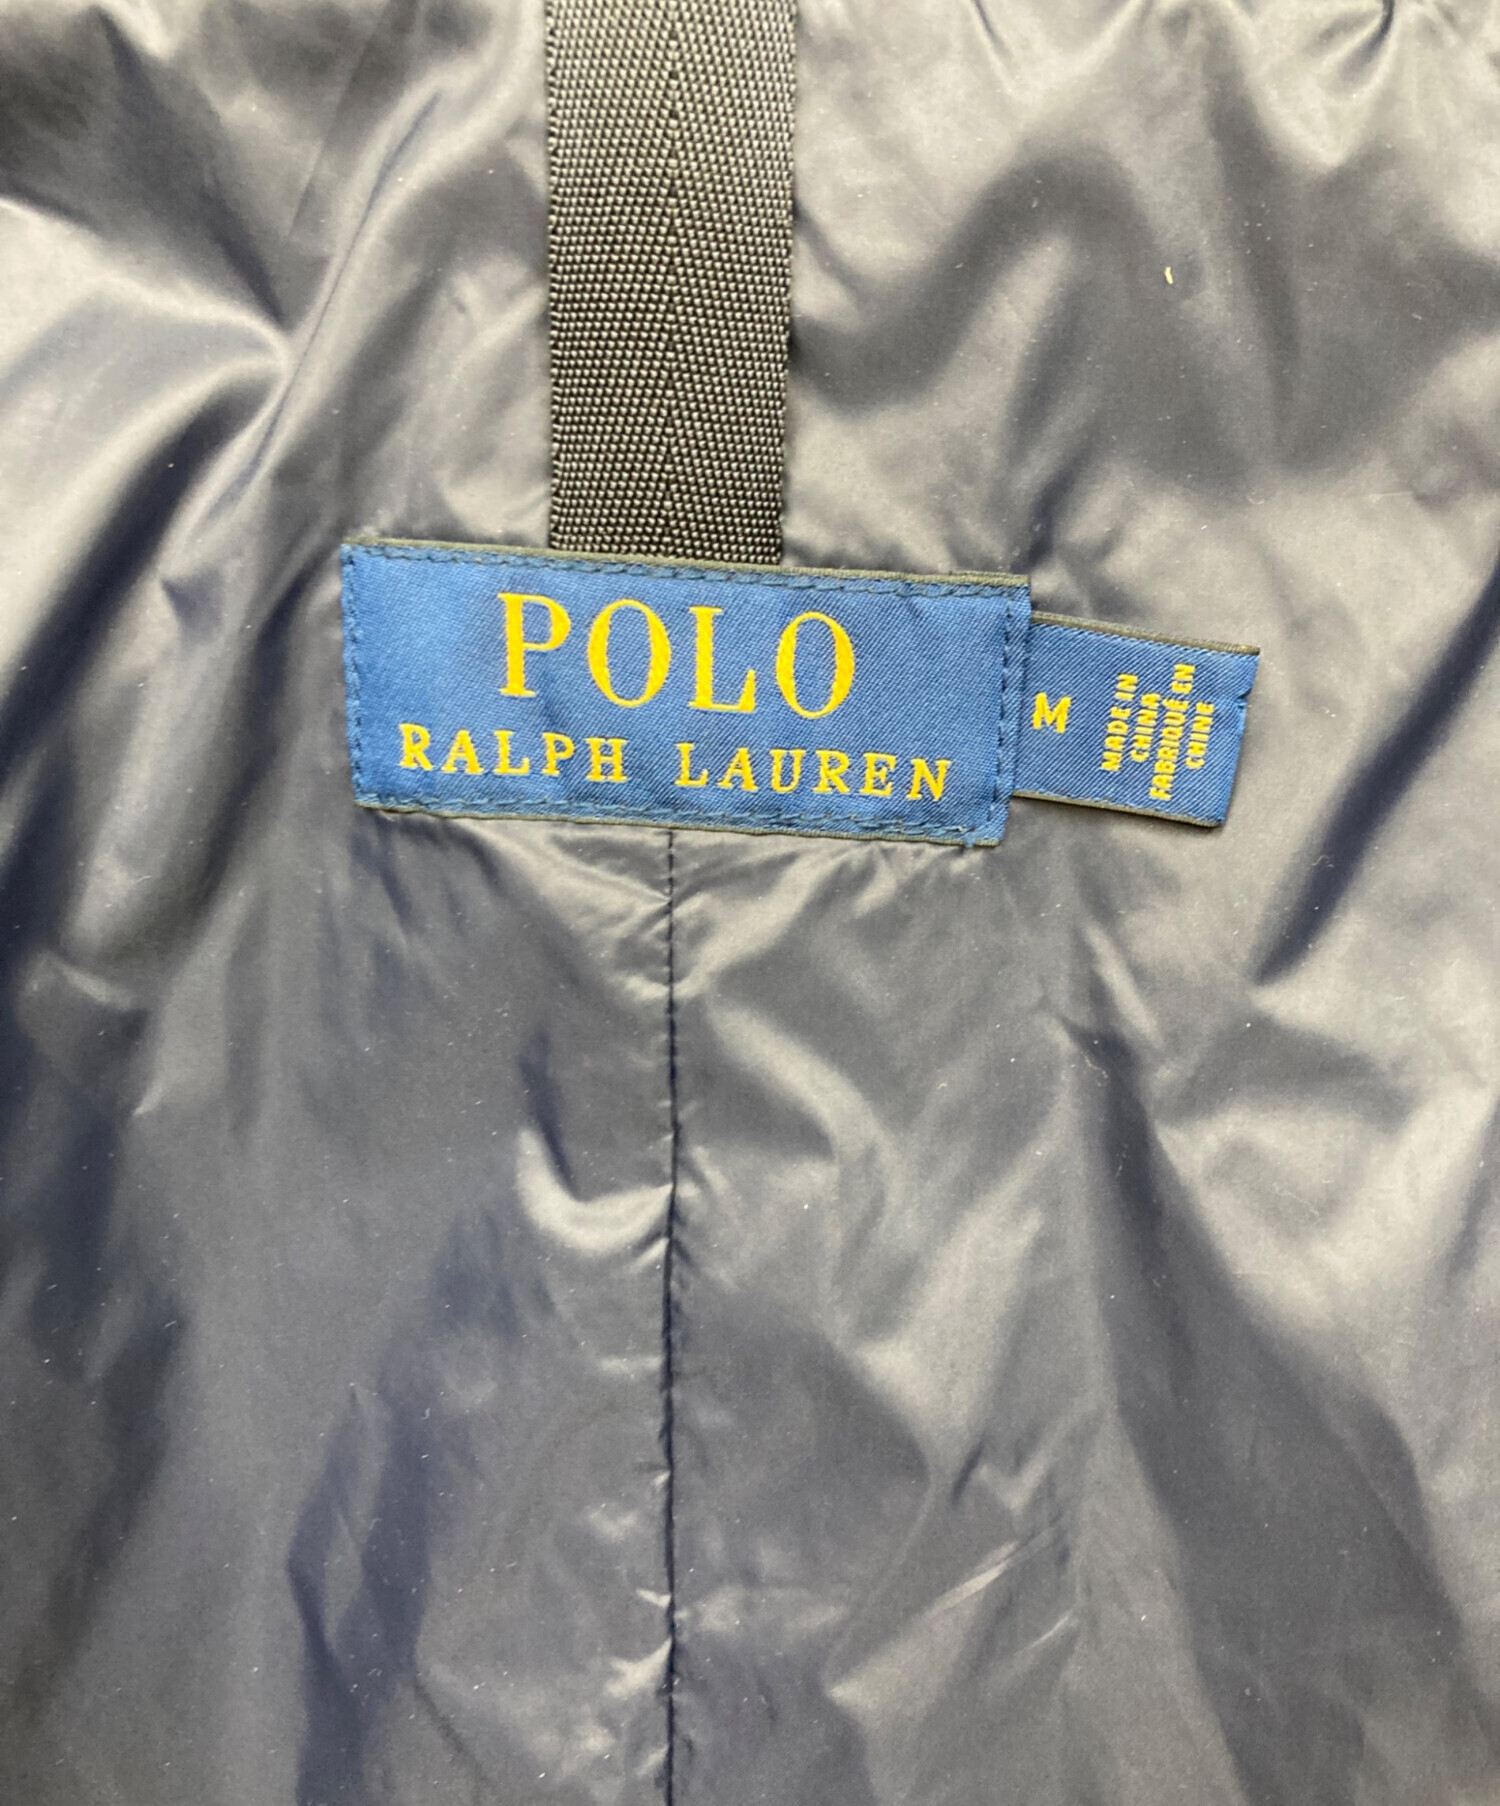 POLO
RALPH LAUREN
M
MADE IN
CHINA
FABRIQUÉ EN
CHINE